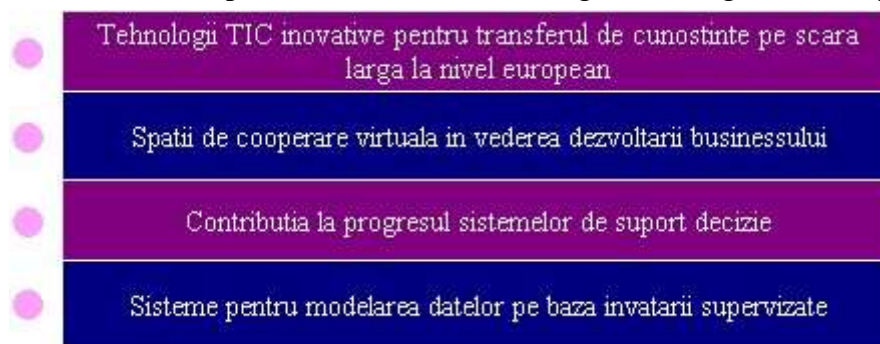 Tehnologii TIC inovative pentru transferul de cunostinte pe scara
larga la nivel european
Spatii de cooperare virtuala in vederea dezvoltarii businessului
Contributia la progresul sistemelor de suport decizie
Sisteme pentru modelarea datelor pe baza invatarii supervizate